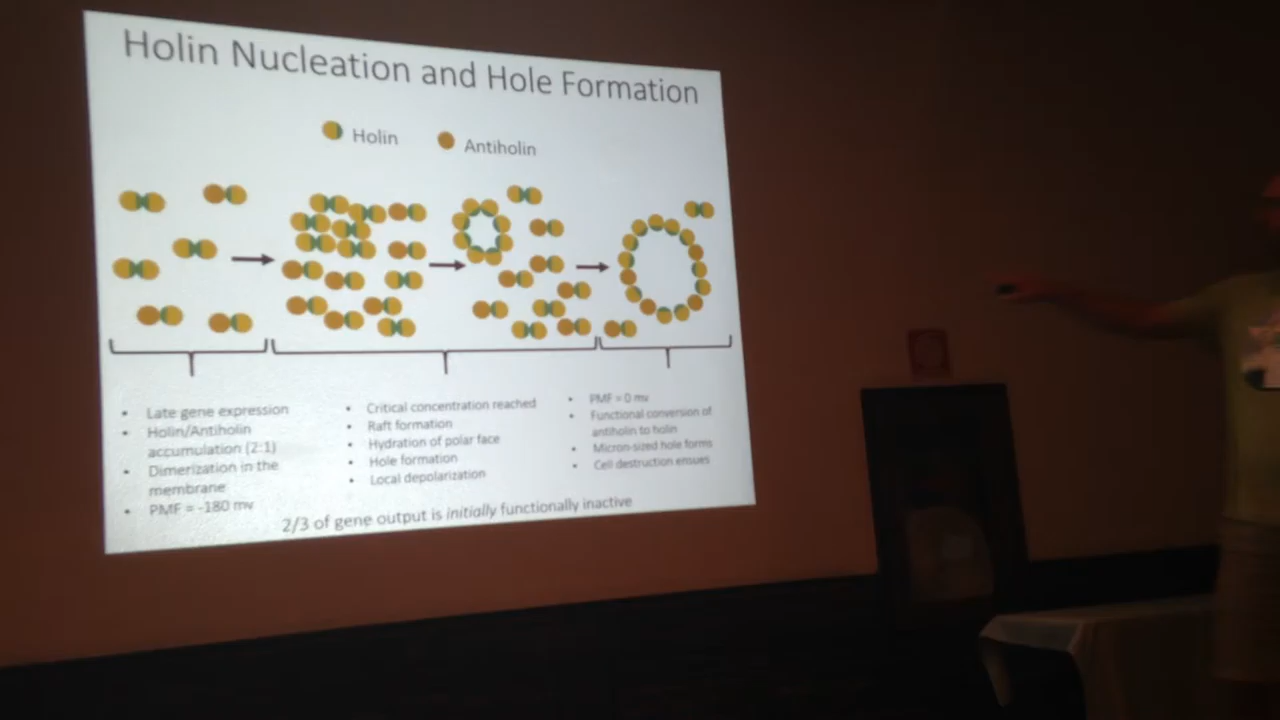 Holin Nucleation and Hole Formation
Holin
Antiholin
• Late gene expression
• Holin/Antiholin
accumulation (2:1)
• Dimerization in the
membrane
• PMF = -180 mv
• Critical concentration reached
• Raft formation
• Hydration of polar face
• Hole formation
• Local depolarization
• PMF = 0 mv
• Functional conversion of
antiholin to holin
• Micron-sized hole forms
• Cell destruction ensues
2/3 of gene output is initially functionally inactive